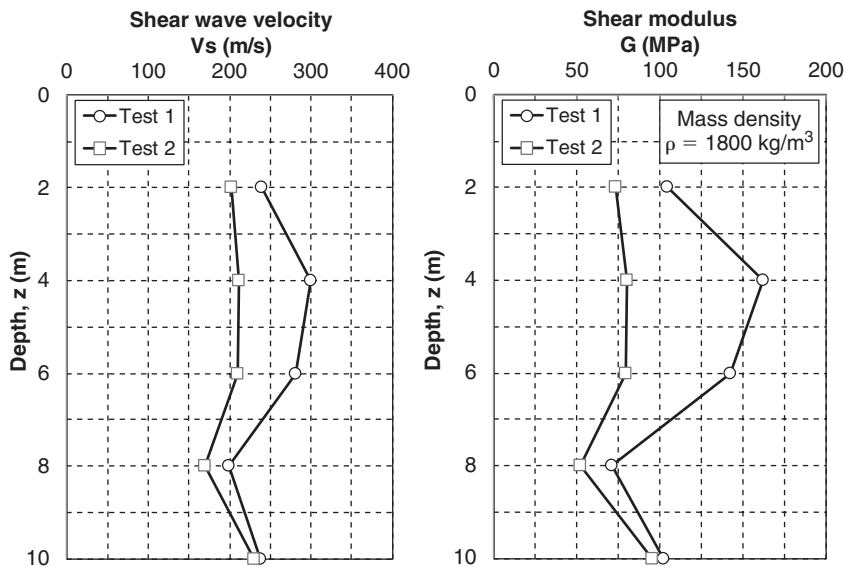 Shear wave velocity
Vs (m/s)
0 100 200 300 400
0
2
4
6
8
10
Depth, z (m)
Test 1
Test 2
Shear modulus
G (MPa)
0 50 100 150 200
0
2
4
6
8
10
Depth, z (m)
Test 1
Test 2
Mass density
ρ = 1800 kg/m³